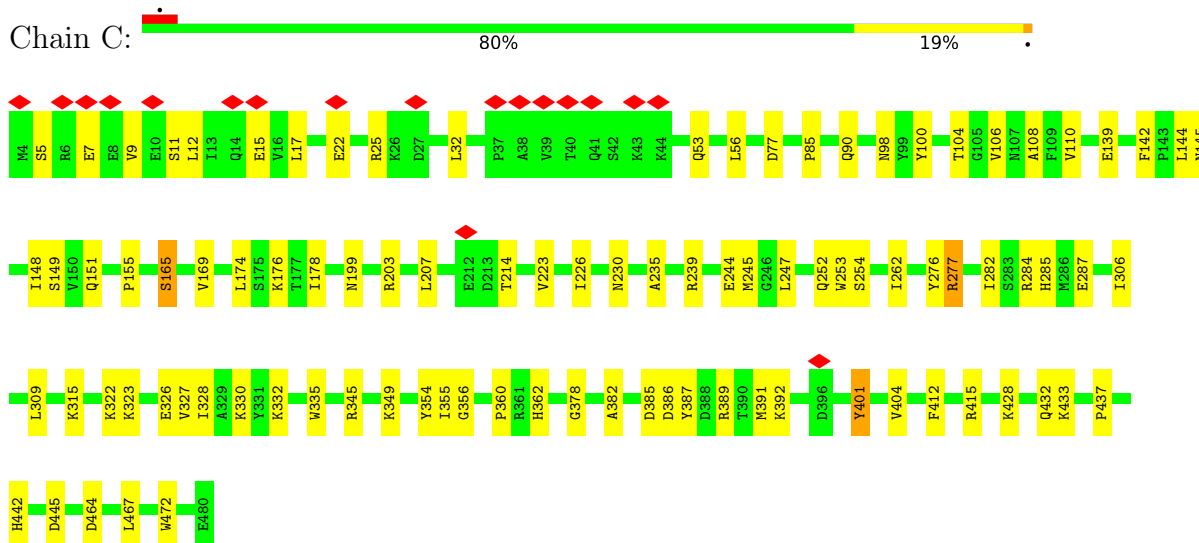 Chain C:
80%
19%
M4 S5 R6 E7 E8 V9 E10 S11 L12 I13 Q14 E15 V16 L17 E22 R25 K26 D27 L32 P37 A38 V39 T40 Q41 S42 K43 K44 Q53 L56 D77 P85 Q90 N98 Y99 Y100 T104 G105 V106 N107 A108 F109 V110 E139 F142 P143 L144 N145
I148 S149 V150 Q151 P155 S165 V169 L174 S175 K176 T177 I178 N199 R203 L207 E212 D213 T214 V223 I226 N230 A235 R239 E244 M245 G246 L247 Q252 W253 S254 I262 Y276 R277 I282 S283 R284 H285 M286 E287 I306
L309 K315 K322 K323 E326 V327 I328 A329 K330 Y331 K332 W335 R345 K349 Y354 I355 G356 P360 R361 H362 G378 A382 D385 D386 Y387 D388 R389 T390 M391 K392 D396 Y401 V404 F412 R415 K428 Q432 K433 P437
H442 D445 D464 L467 W472 E480